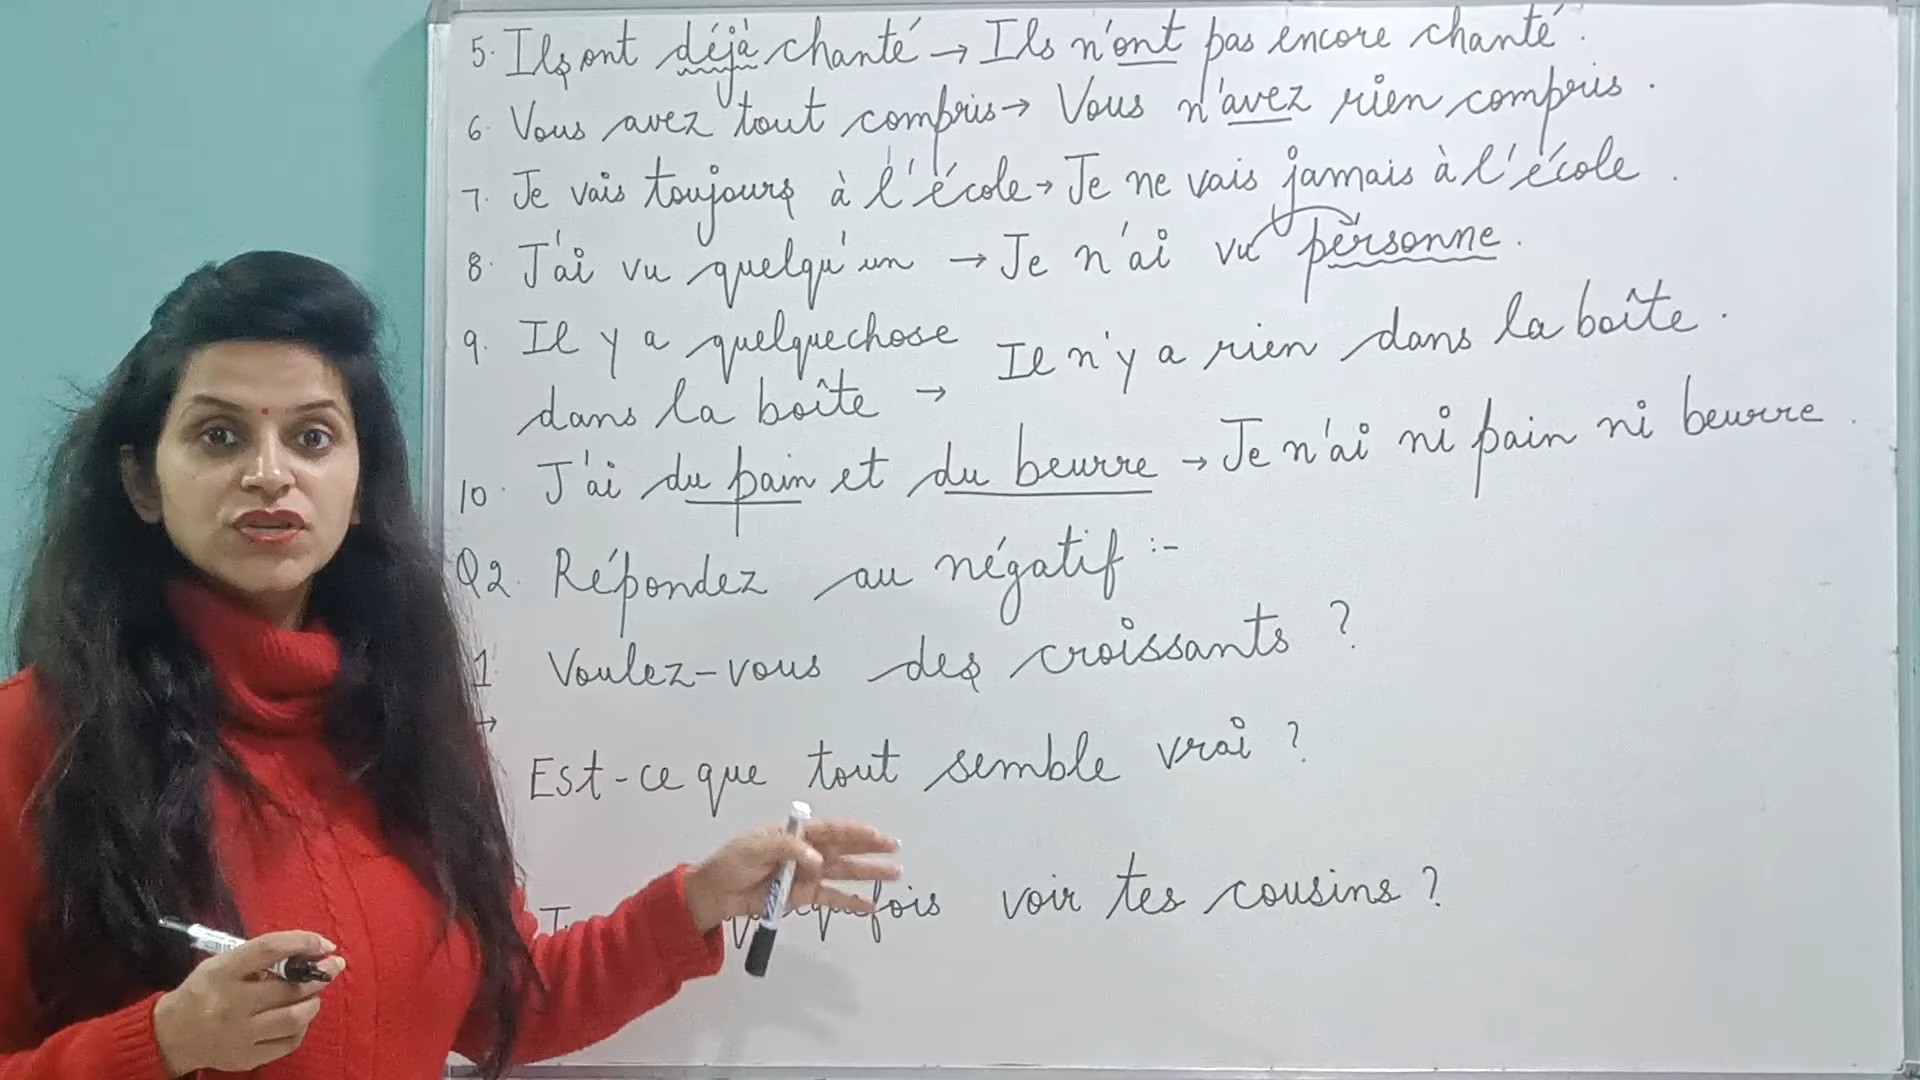 5. Ils ont déjà chanté → Ils n'ont pas encore chanté.
6. Vous avez tout compris → Vous n'avez rien compris.
7. Je vais toujours à l'école → Je ne vais jamais à l'école.
8. J'ai vu quelqu'un → Je n'ai vu personne.
9. Il y a quelquechose Il n'y a rien dans la boîte.
dans la boîte →
10. J'ai du pain et du beurre → Je n'ai ni pain ni beurre.
Q2. Répondez au négatif :-
1 Voulez-vous des croissants ?
→
Est-ce que tout semble vrai ?
voir tes cousins ?